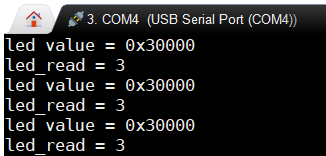 3. COM4 (USB Serial Port (COM4))
led value = 0x30000
led_read = 3
led value = 0x30000
led_read = 3
led value = 0x30000
led_read = 3